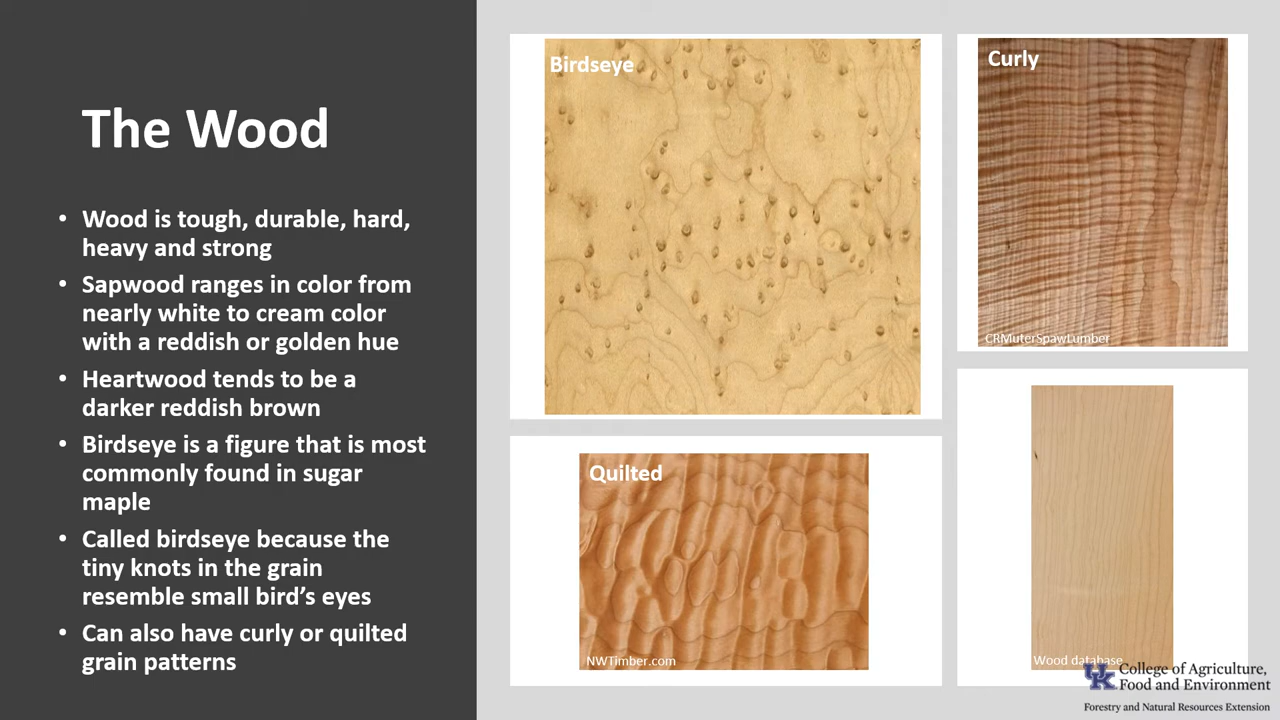 The Wood
• Wood is tough, durable, hard,
heavy and strong
• Sapwood ranges in color from
nearly white to cream color
with a reddish or golden hue
• Heartwood tends to be a
darker reddish brown
• Birdseye is a figure that is most
commonly found in sugar
maple
• Called birdseye because the
tiny knots in the grain
resemble small bird’s eyes
• Can also have curly or quilted
grain patterns
Birdseye
Curly
CRMuterSpawLumber
Quilted
NWTimber.com
Wood database
UK College of Agriculture,
Food and Environment
Forestry and Natural Resources Extension